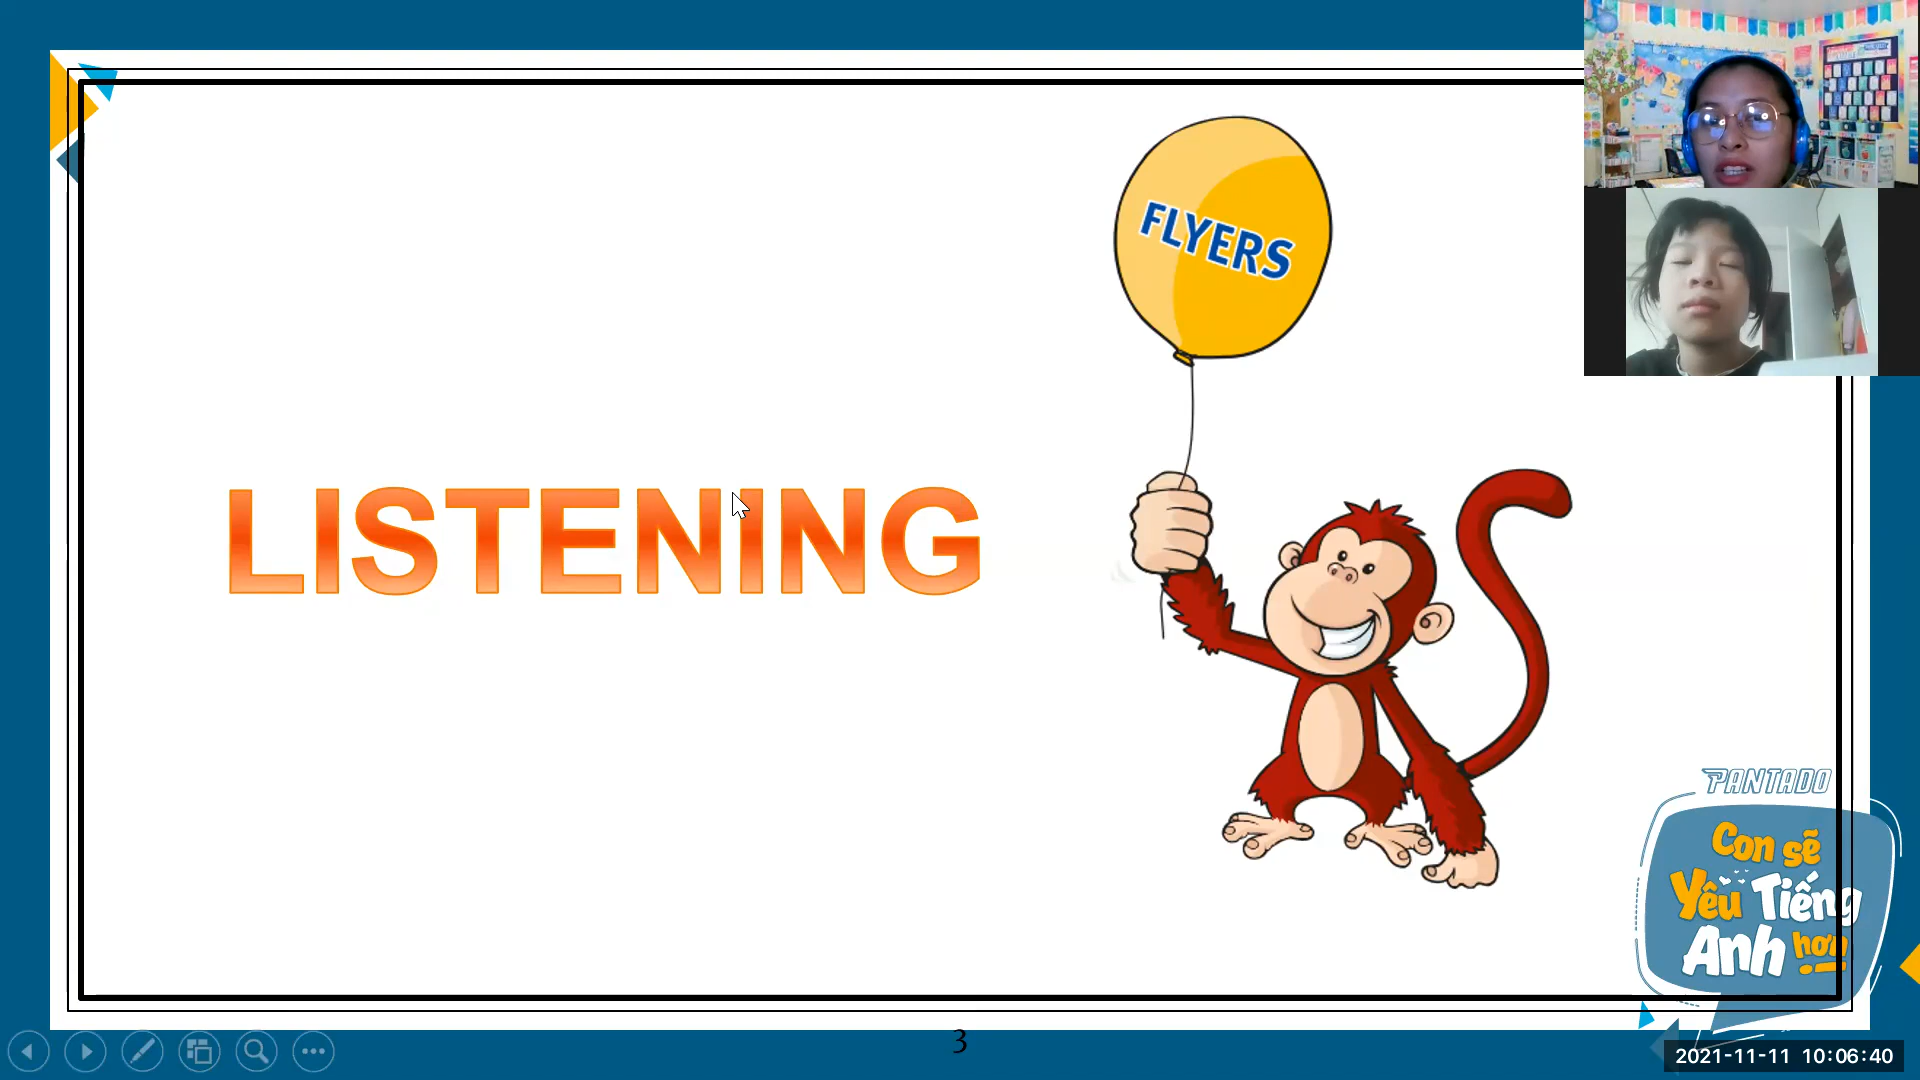 FLYERS
LISTENING
PANTADO
Con sẽ
Yêu Tiếng
Anh hơn
3
2021-11-11 10:06:40